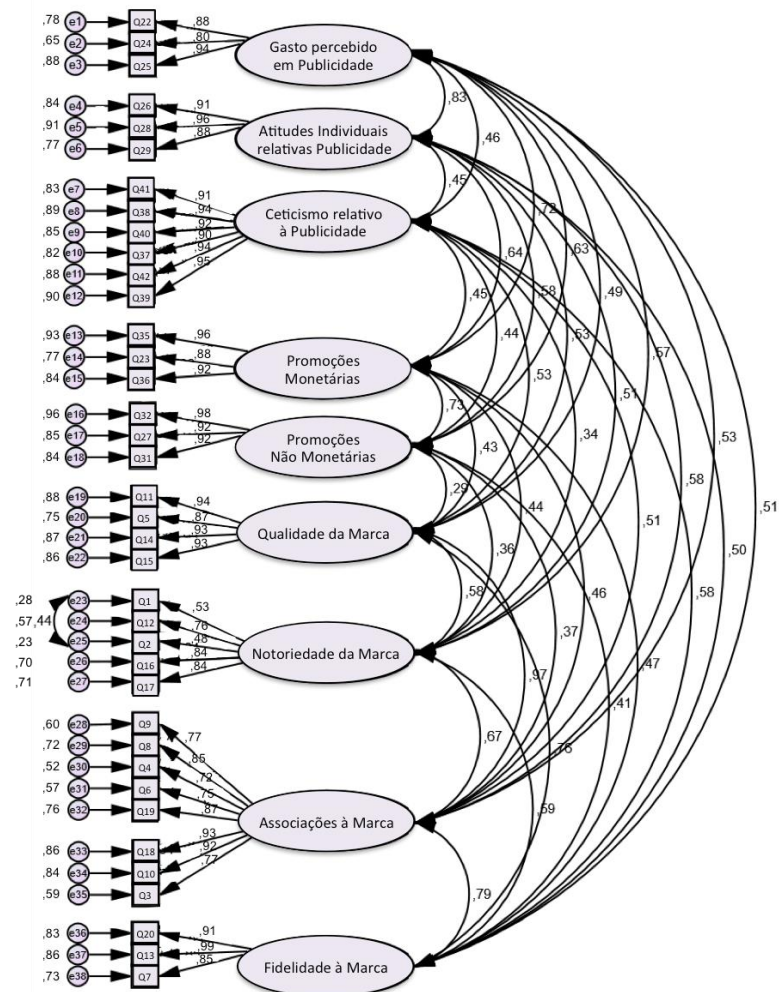 ,78 e1 Q22 ,88
,65 e2 Q24 ,80
,88 e3 Q25 ,94
Gasto percebido
em Publicidade
,83
,84 e4 Q26 ,91
,91 e5 Q28 ,96
,77 e6 Q29 ,88
Atitudes Individuais
relativas Publicidade
,46
,45
,83 e7 Q41 ,91
,89 e8 Q38 ,94
,85 e9 Q40 ,92
,82 e10 Q37 ,90
,88 e11 Q42 ,94
,90 e12 Q39 ,95
Ceticismo relativo
à Publicidade
,72
,64 ,63
,45 ,58 ,49
,93 e13 Q35 ,96
,77 e14 Q23 ,88
,84 e15 Q36 ,92
Promoções
Monetárias
,44 ,53 ,57
,53 ,51
,96 e16 Q32 ,98
,85 e17 Q27 ,92
,84 e18 Q31 ,92
Promoções
Não Monetárias
,73
,43 ,34 ,53
,29 ,58
,88 e19 Q11 ,94
,75 e20 Q5 ,87
,87 e21 Q14 ,93
,86 e22 Q15 ,93
Qualidade da Marca
,44 ,51 ,51
,36 ,50
,28 e23 Q1 ,53
,57 ,44 e24 Q12 ,76
,23 e25 Q2 ,48
,70 e26 Q16 ,84
,71 e27 Q17 ,84
Notoriedade da Marca
,58 ,46 ,58
,37
,97 ,47
,41
,60 e28 Q9 ,77
,72 e29 Q8 ,85
,52 e30 Q4 ,72
,57 e31 Q6 ,75
,76 e32 Q19 ,87
,86 e33 Q18 ,93
,84 e34 Q10 ,92
,59 e35 Q3 ,77
Associações à Marca
,67 ,76
,59
,79
,83 e36 Q20 ,91
,86 e37 Q13 ,99
,73 e38 Q7 ,85
Fidelidade à Marca